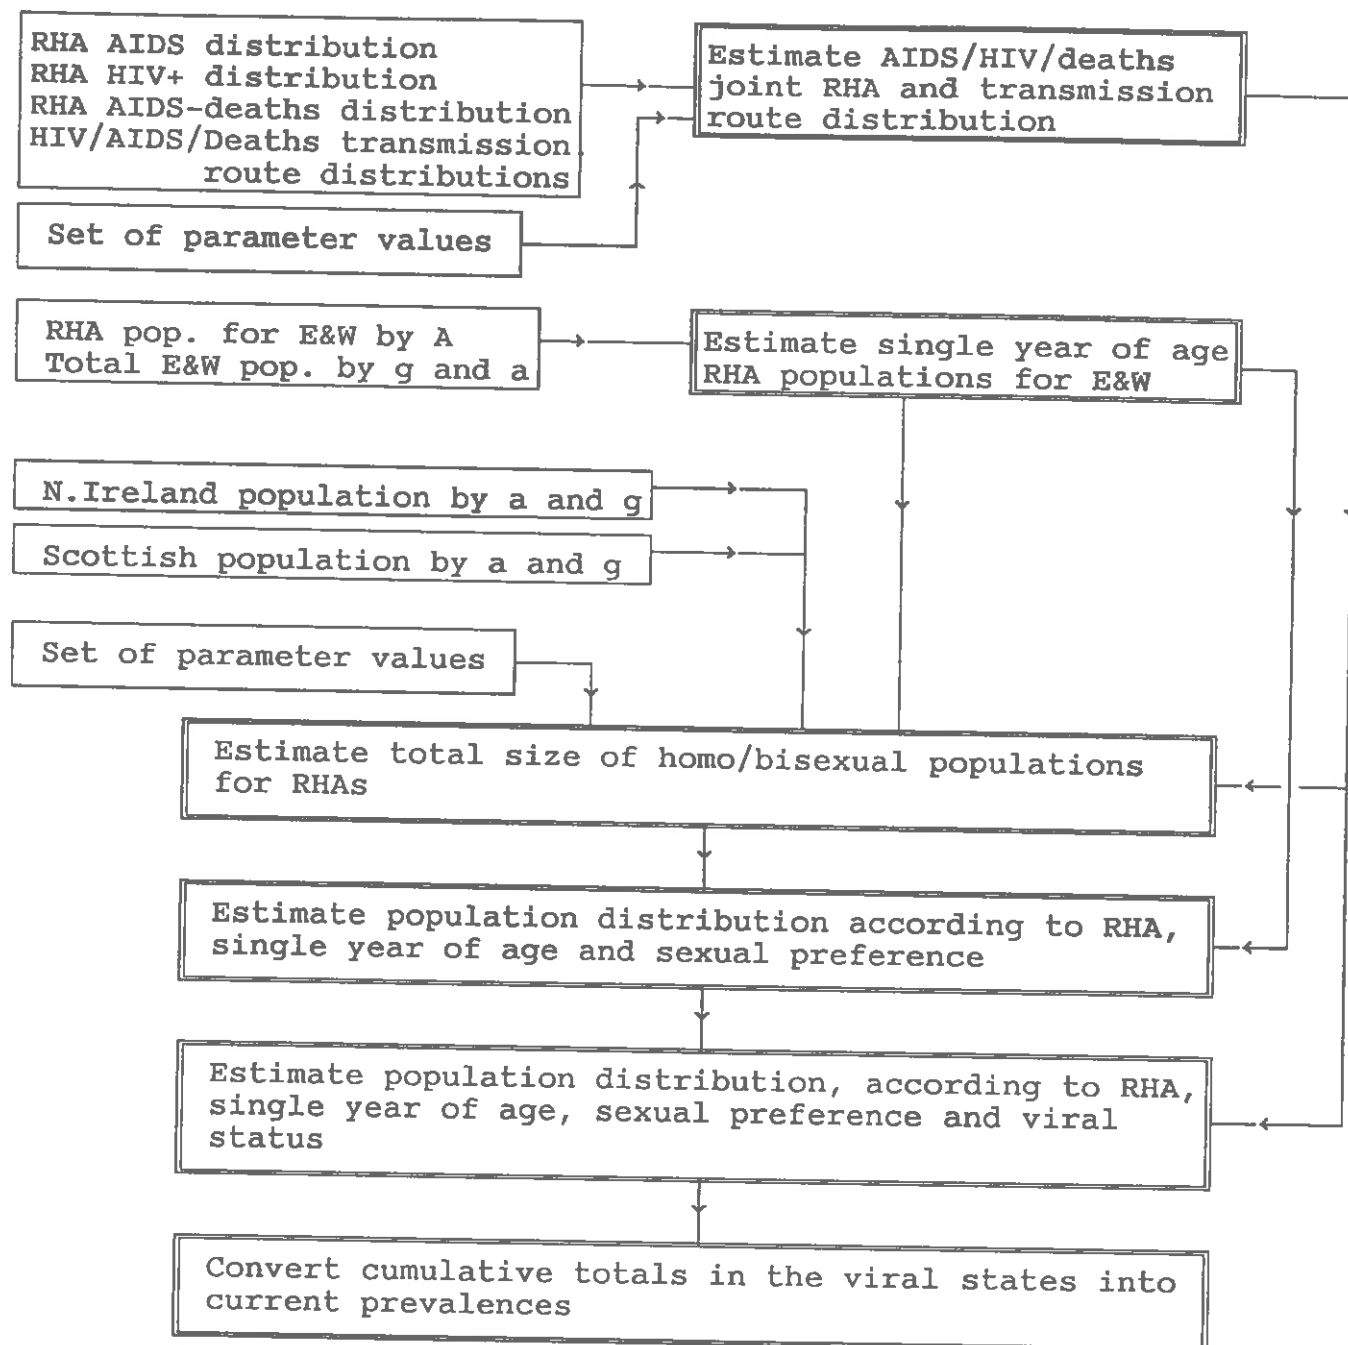 RHA AIDS distribution
RHA HIV+ distribution
RHA AIDS-deaths distribution
HIV/AIDS/Deaths transmission
route distributions
Estimate AIDS/HIV/deaths
joint RHA and transmission
route distribution
Set of parameter values
RHA pop. for E&W by A
Total E&W pop. by g and a
Estimate single year of age
RHA populations for E&W
N.Ireland population by a and g
Scottish population by a and g
Set of parameter values
Estimate total size of homo/bisexual populations
for RHAs
Estimate population distribution according to RHA,
single year of age and sexual preference
Estimate population distribution, according to RHA,
single year of age, sexual preference and viral
status
Convert cumulative totals in the viral states into
current prevalences